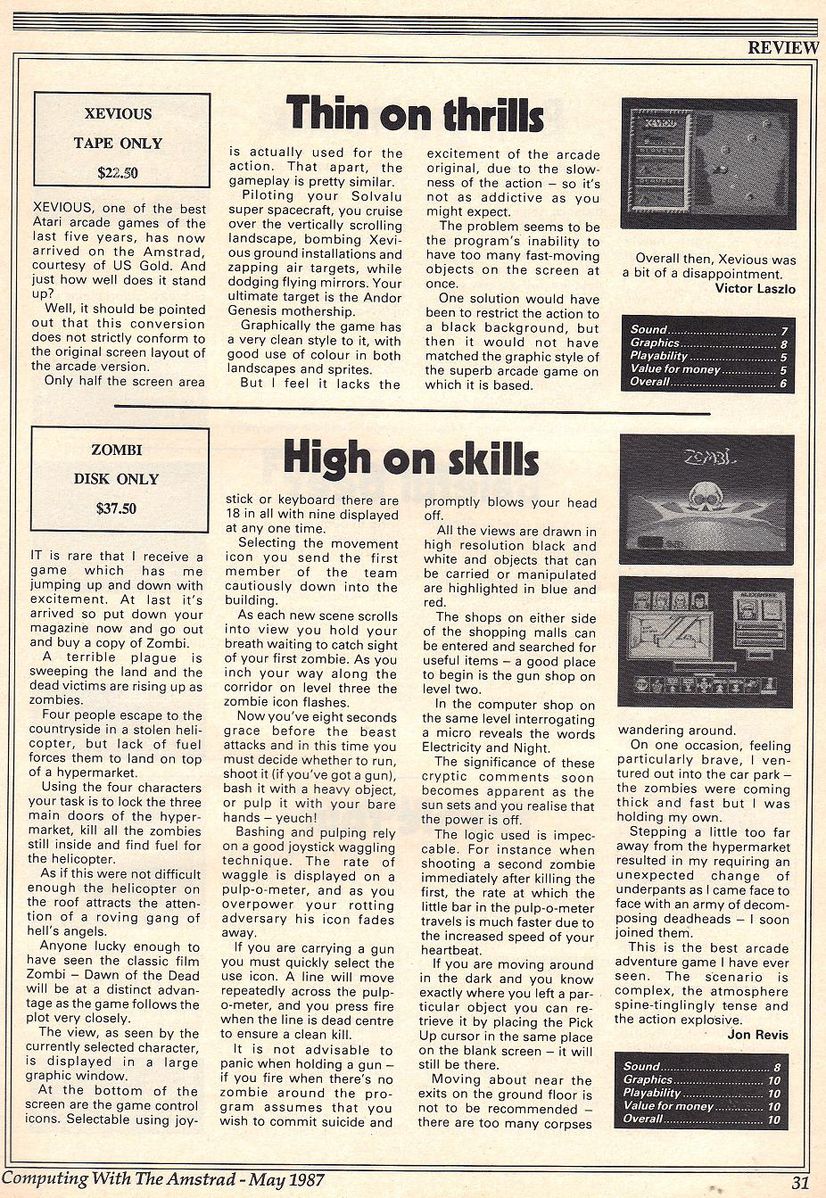 REVIEW
XEVIOUS
TAPE ONLY
$22.50
Thin on thrills
XEVIOUS, one of the best
Atari arcade games of the
last five years, has now
arrived on the Amstrad,
courtesy of US Gold. And
just how well does it stand
up?
Well, it should be pointed
out that this conversion
does not strictly conform to
the original screen layout of
the arcade version.
Only half the screen area
is actually used for the
action. That apart, the
gameplay is pretty similar.
Piloting your Solvalu
super spacecraft, you cruise
over the vertically scrolling
landscape, bombing Xevi-
ous ground installations and
zapping air targets, while
dodging flying mirrors. Your
ultimate target is the Andor
Genesis mothership.
Graphically the game has
a very clean style to it, with
good use of colour in both
landscapes and sprites.
But I feel it lacks the
excitement of the arcade
original, due to the slow-
ness of the action – so it's
not as addictive as you
might expect.
The problem seems to be
the program's inability to
have too many fast-moving
objects on the screen at
once.
One solution would have
been to restrict the action to
a black background, but
then it would not have
matched the graphic style of
the superb arcade game on
which it is based.
XEVIOUS
Overall then, Xevious was
a bit of a disappointment.
Victor Laszlo
Sound.......................... 7
Graphics....................... 8
Playability .................... 5
Value for money ............. 5
Overall......................... 6
ZOMBI
DISK ONLY
$37.50
High on skills
IT is rare that I receive a
game which has me
jumping up and down with
excitement. At last it's
arrived so put down your
magazine now and go out
and buy a copy of Zombi.
A terrible plague is
sweeping the land and the
dead victims are rising up as
zombies.
Four people escape to the
countryside in a stolen heli-
copter, but lack of fuel
forces them to land on top
of a hypermarket.
Using the four characters
your task is to lock the three
main doors of the hyper-
market, kill all the zombies
still inside and find fuel for
the helicopter.
As if this were not difficult
enough the helicopter on
the roof attracts the atten-
tion of a roving gang of
hell's angels.
Anyone lucky enough to
have seen the classic film
Zombi – Dawn of the Dead
will be at a distinct advan-
tage as the game follows the
plot very closely.
The view, as seen by the
currently selected character,
is displayed in a large
graphic window.
At the bottom of the
screen are the game control
icons. Selectable using joy-
stick or keyboard there are
18 in all with nine displayed
at any one time.
Selecting the movement
icon you send the first
member of the team
cautiously down into the
building.
As each new scene scrolls
into view you hold your
breath waiting to catch sight
of your first zombie. As you
inch your way along the
corridor on level three the
zombie icon flashes.
Now you've eight seconds
grace before the beast
attacks and in this time you
must decide whether to run,
shoot it (if you've got a gun),
bash it with a heavy object,
or pulp it with your bare
hands – yeuch!
Bashing and pulping rely
on a good joystick waggling
technique. The rate of
waggle is displayed on a
pulp-o-meter, and as you
overpower your rotting
adversary his icon fades
away.
If you are carrying a gun
you must quickly select the
use icon. A line will move
repeatedly across the pulp-
o-meter, and you press fire
when the line is dead centre
to ensure a clean kill.
It is not advisable to
panic when holding a gun –
if you fire when there's no
zombie around the pro-
gram assumes that you
wish to commit suicide and
promptly blows your head
off.
All the views are drawn in
high resolution black and
white and objects that can
be carried or manipulated
are highlighted in blue and
red.
The shops on either side
of the shopping malls can
be entered and searched for
useful items – a good place
to begin is the gun shop on
level two.
In the computer shop on
the same level interrogating
a micro reveals the words
Electricity and Night.
The significance of these
cryptic comments soon
becomes apparent as the
sun sets and you realise that
the power is off.
The logic used is impec-
cable. For instance when
shooting a second zombie
immediately after killing the
first, the rate at which the
little bar in the pulp-o-meter
travels is much faster due to
the increased speed of your
heartbeat.
If you are moving around
in the dark and you know
exactly where you left a par-
ticular object you can re-
trieve it by placing the Pick
Up cursor in the same place
on the blank screen – it will
still be there.
Moving about near the
exits on the ground floor is
not to be recommended –
there are too many corpses
ZOMBI
ALEXANDRE
wandering around.
On one occasion, feeling
particularly brave, I ven-
tured out into the car park –
the zombies were coming
thick and fast but I was
holding my own.
Stepping a little too far
away from the hypermarket
resulted in my requiring an
unexpected change of
underpants as I came face to
face with an army of decom-
posing deadheads – I soon
joined them.
This is the best arcade
adventure game I have ever
seen. The scenario is
complex, the atmosphere
spine-tinglingly tense and
the action explosive.
Jon Revis
Sound.......................... 8
Graphics....................... 10
Playability .................... 10
Value for money ............. 10
Overall......................... 10
Computing With The Amstrad - May 1987
31